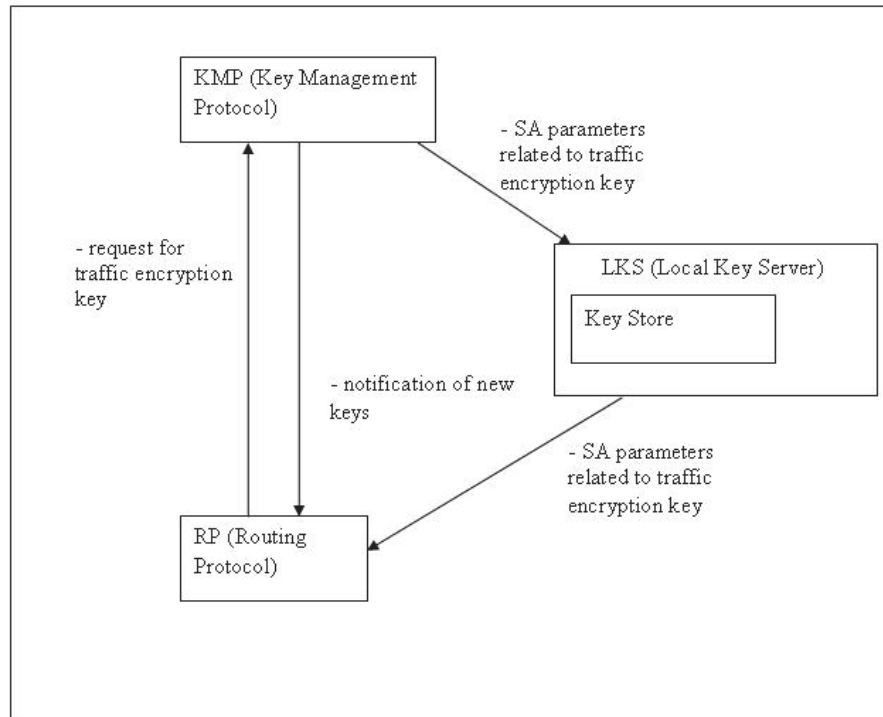 KMP (Key Management
Protocol)
- SA parameters
related to traffic
encryption key
- request for
traffic encryption
key
LKS (Local Key Server)
Key Store
- notification of new
keys
- SA parameters
related to traffic
encryption key
RP (Routing
Protocol)